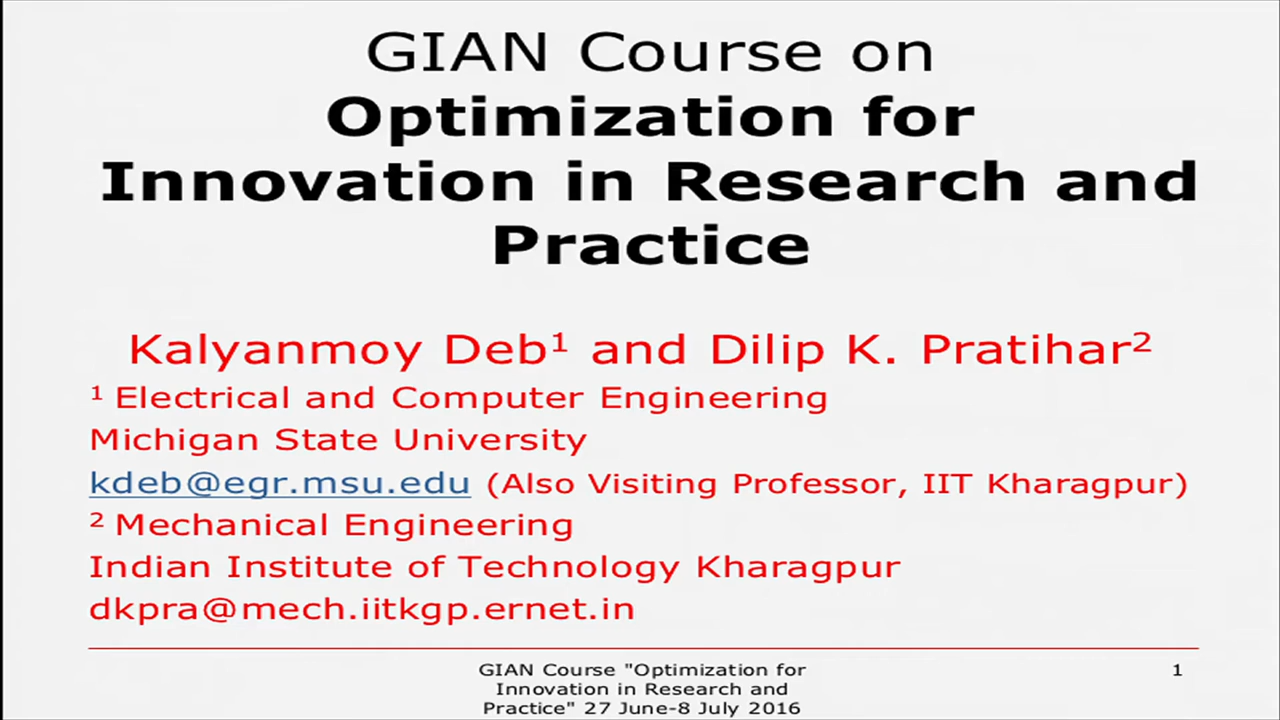 GIAN Course on
Optimization for
Innovation in Research and
Practice
Kalyanmoy Deb¹ and Dilip K. Pratihar²
¹ Electrical and Computer Engineering
Michigan State University
kdeb@egr.msu.edu (Also Visiting Professor, IIT Kharagpur)
² Mechanical Engineering
Indian Institute of Technology Kharagpur
dkpra@mech.iitkgp.ernet.in
GIAN Course "Optimization for
Innovation in Research and
Practice" 27 June-8 July 2016
1